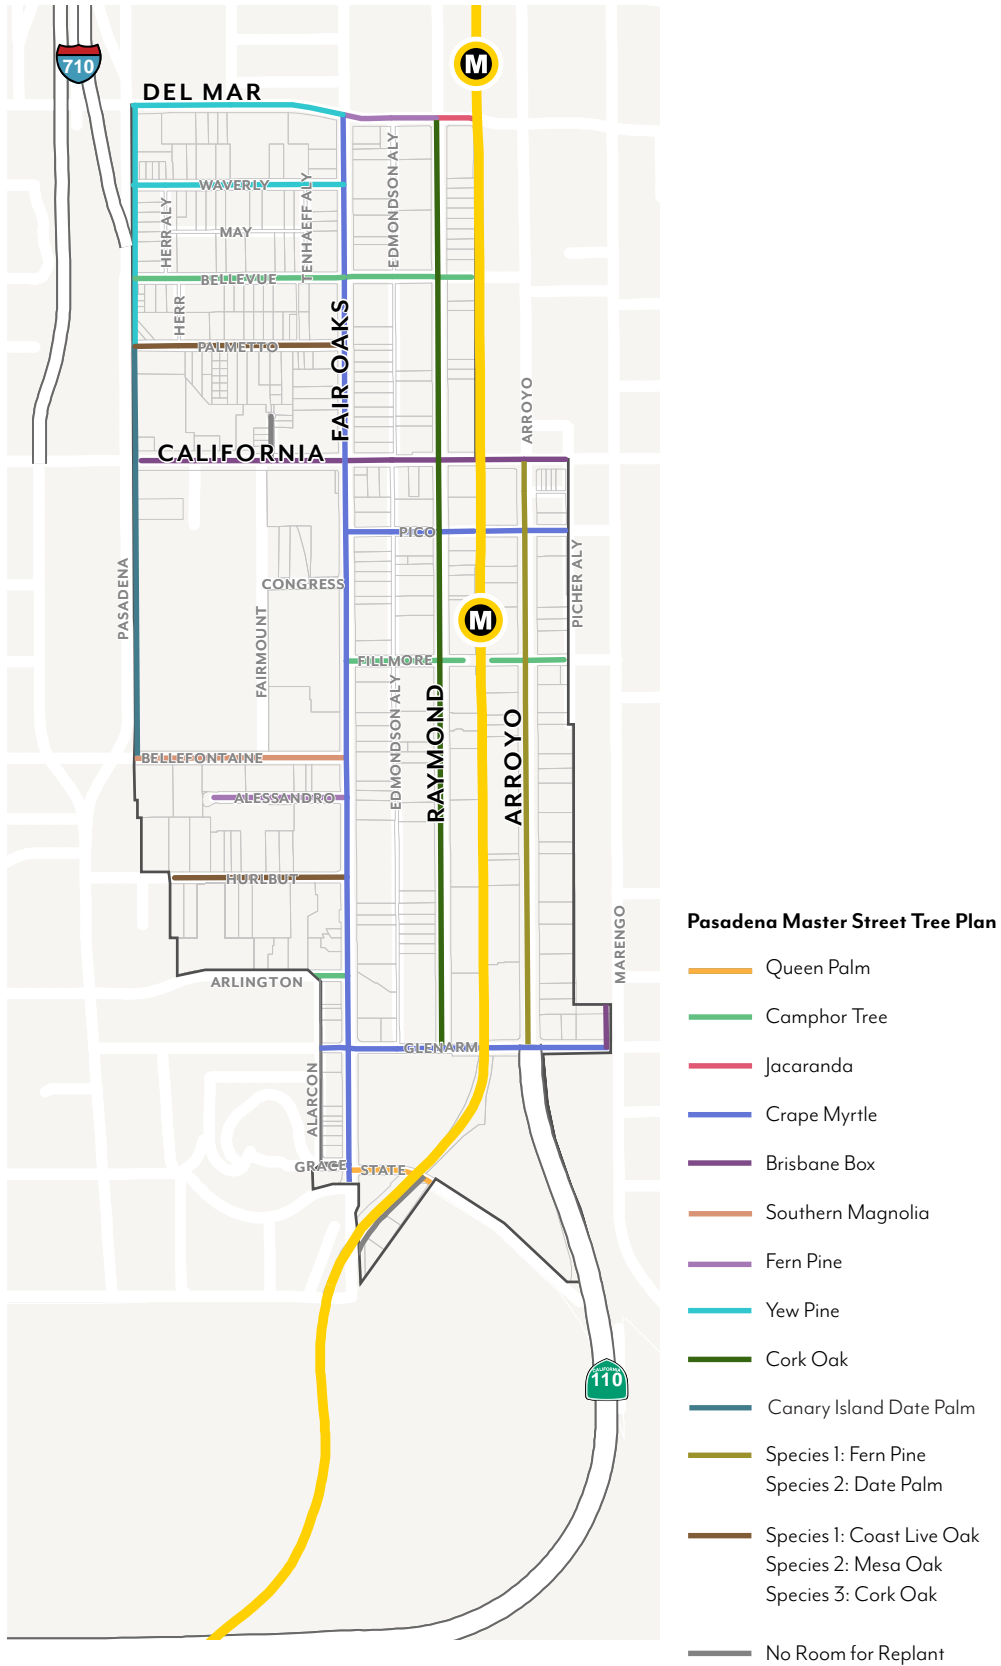 M
710
DEL MAR
EDMONDSON ALY
WAVERLY
TENHAEFF ALY
HERR ALY
MAY
BELLEVUE
HERR
FAIR OAKS
PALMETTO
ARROYO
CALIFORNIA
PICO
PICHER ALY
PASADENA
CONGRESS
FAIRMOUNT
M
FILLMORE
EDMONDSON ALY
RAYMOND
ARROYO
BELLEFONTAINE
ALESSANDRO
HURLBUT
MARENGO
ARLINGTON
GLENARM
ALARCON
GRACE
STATE
CALIFORNIA
110
Pasadena Master Street Tree Plan
Queen Palm
Camphor Tree
Jacaranda
Crape Myrtle
Brisbane Box
Southern Magnolia
Fern Pine
Yew Pine
Cork Oak
Canary Island Date Palm
Species 1: Fern Pine
Species 2: Date Palm
Species 1: Coast Live Oak
Species 2: Mesa Oak
Species 3: Cork Oak
No Room for Replant